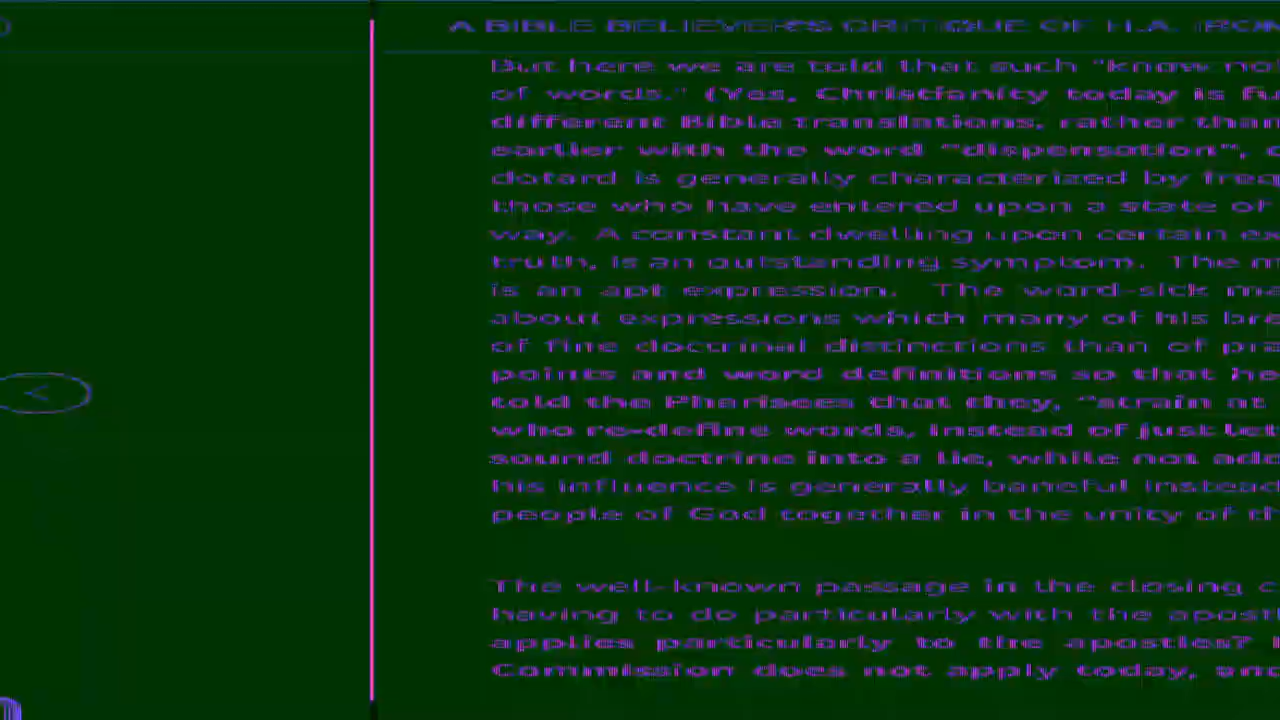 A BIBLE BELIEVER'S CRITIQUE OF H.A.
But here we are told that such "know not
of words." (Yes, Christianity today is
different Bible translations, rather than
earlier with the word "dispensation",
dotard is generally characterized by
those who have entered upon a state of
way. A constant dwelling upon certain
truth, is an outstanding symptom. The
is an apt expression. The word-sick
about expressions which many of his
of fine doctrinal distinctions than of
points and word definitions so that he
told the Pharisees that they, "strain at
who re-define words, instead of just
sound doctrine into a lie, while not
his influence is generally baneful instead
people of God together in the unity of
The well-known passage in the closing
having to do particularly with the
applies particularly to the apostles?
Commission does not apply today,